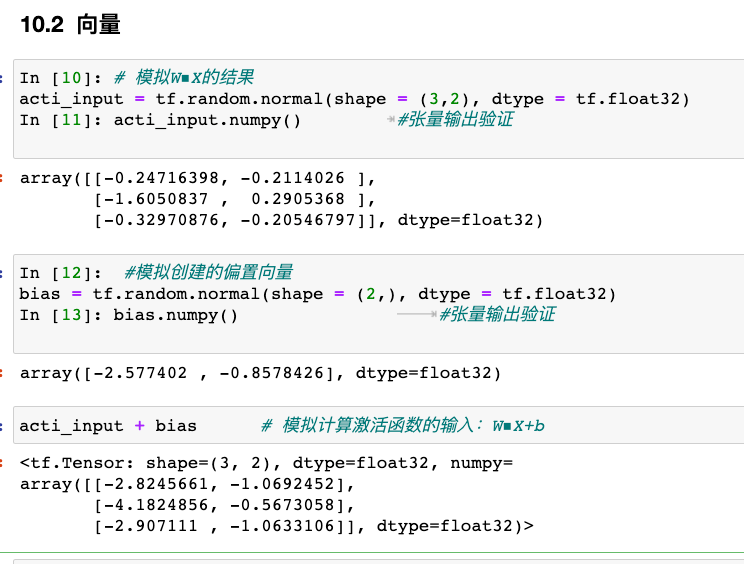 10.2 向量
In [10]: # 模拟W▪X的结果
acti_input = tf.random.normal(shape = (3,2), dtype = tf.float32)
In [11]: acti_input.numpy() #张量输出验证
array([[-0.24716398, -0.2114026 ],
[-1.6050837 , 0.2905368 ],
[-0.32970876, -0.20546797]], dtype=float32)
In [12]: #模拟创建的偏置向量
bias = tf.random.normal(shape = (2,), dtype = tf.float32)
In [13]: bias.numpy() #张量输出验证
array([-2.577402 , -0.8578426], dtype=float32)
acti_input + bias # 模拟计算激活函数的输入：W▪X+b
<tf.Tensor: shape=(3, 2), dtype=float32, numpy=
array([[-2.8245661, -1.0692452],
[-4.1824856, -0.5673058],
[-2.907111 , -1.0633106]], dtype=float32)>